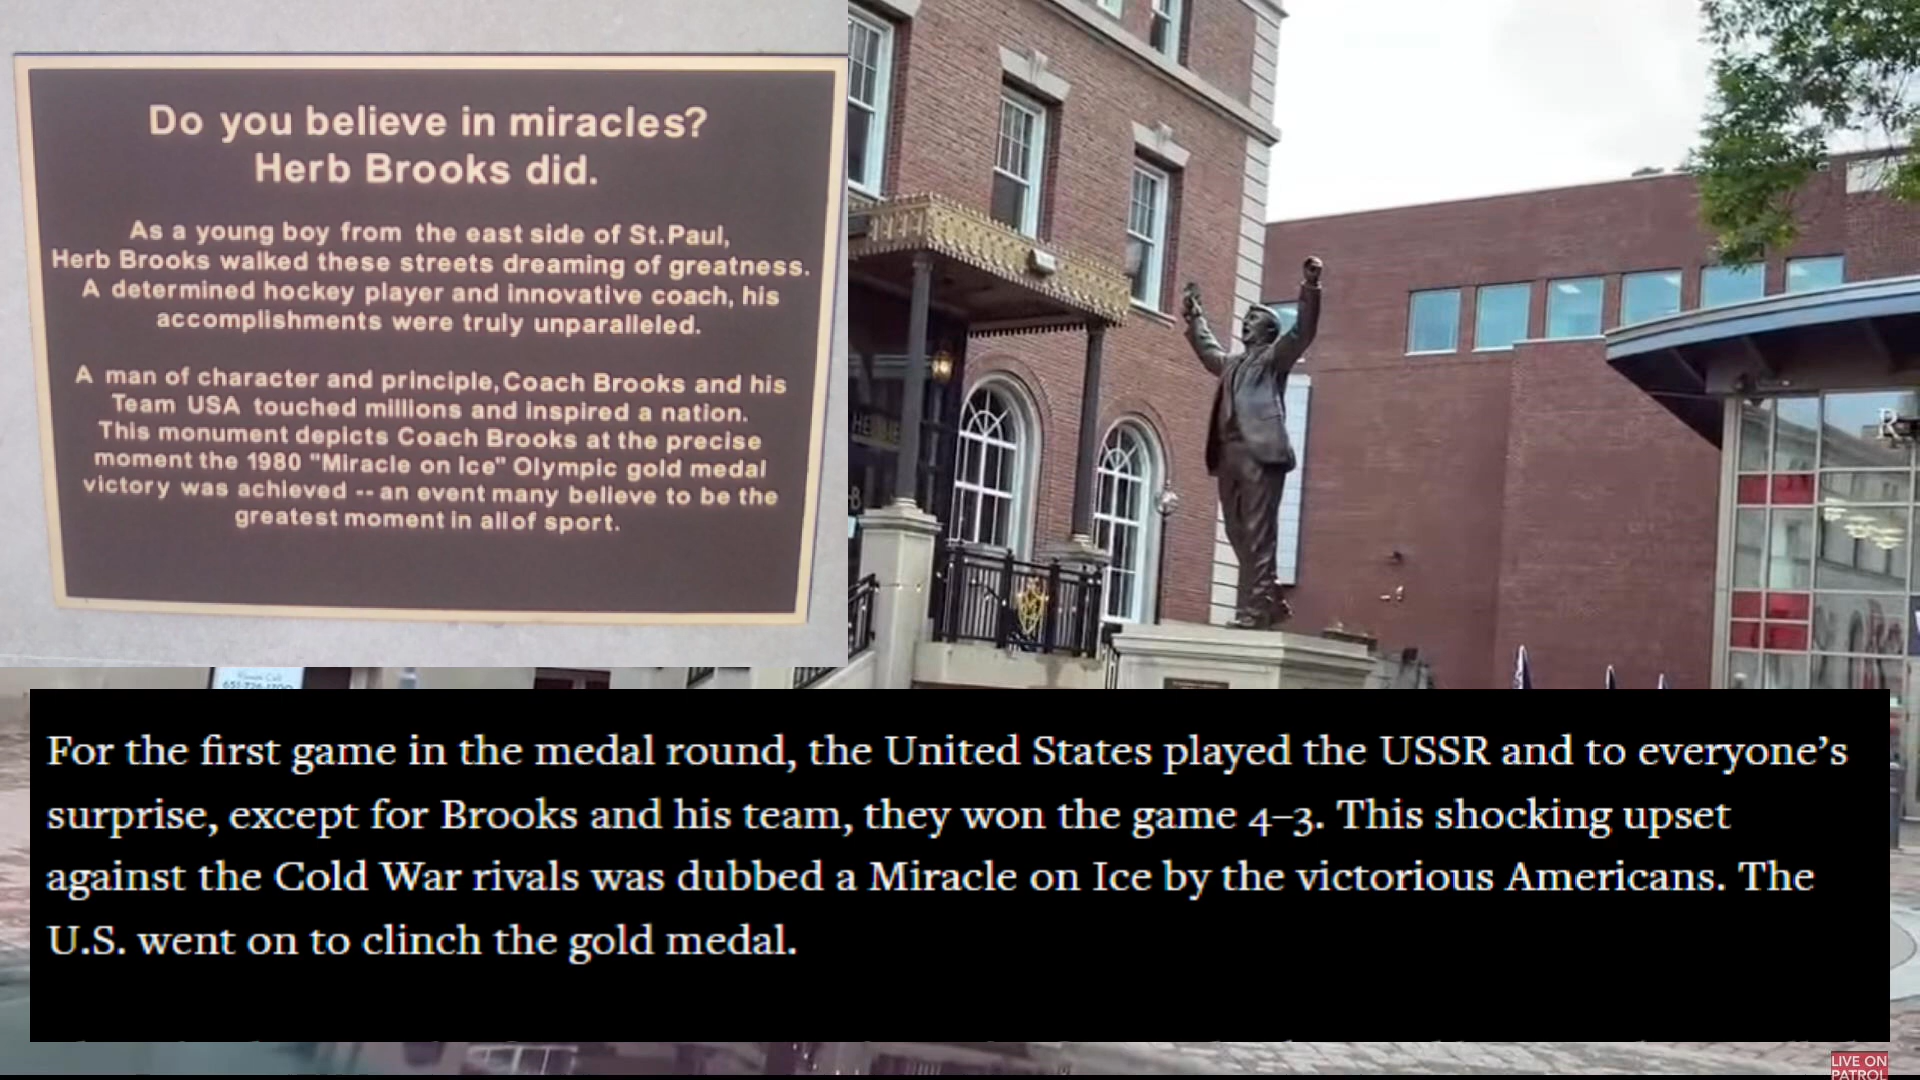 Do you believe in miracles?
Herb Brooks did.
As a young boy from the east side of St.Paul,
Herb Brooks walked these streets dreaming of greatness.
A determined hockey player and innovative coach, his
accomplishments were truly unparalleled.
A man of character and principle, Coach Brooks and his
Team USA touched millions and inspired a nation.
This monument depicts Coach Brooks at the precise
moment the 1980 "Miracle on Ice" Olympic gold medal
victory was achieved -- an event many believe to be the
greatest moment in all of sport.
For the first game in the medal round, the United States played the USSR and to everyone’s
surprise, except for Brooks and his team, they won the game 4–3. This shocking upset
against the Cold War rivals was dubbed a Miracle on Ice by the victorious Americans. The
U.S. went on to clinch the gold medal.
LIVE ON
PATROL